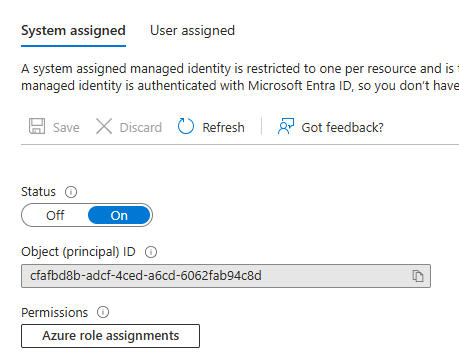 System assigned User assigned
A system assigned managed identity is restricted to one per resource and is
managed identity is authenticated with Microsoft Entra ID, so you don't have
Save Discard Refresh Got feedback?
Status
Off On
Object (principal) ID
cfafbd8b-adcf-4ced-a6cd-6062fab94c8d
Permissions
Azure role assignments